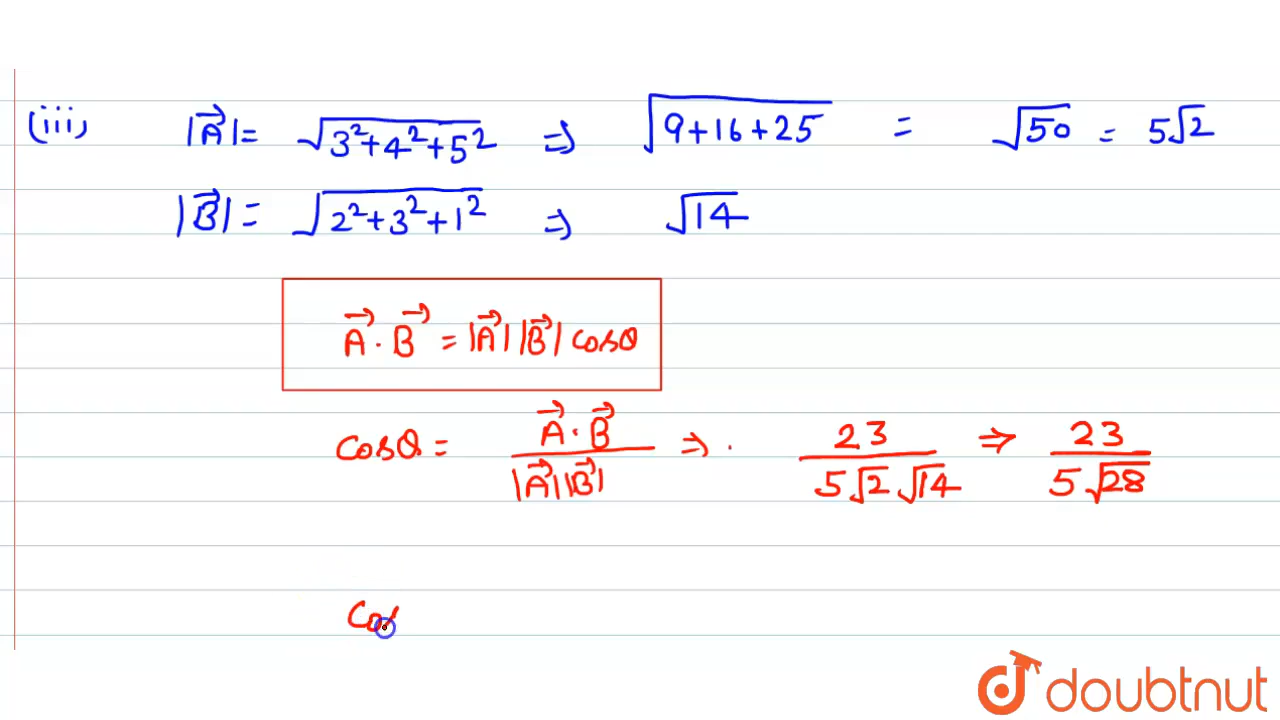 (iii) |A⃗| = √(3²+4²+5²) ⇒ √(9+16+25) = √50 = 5√2
|B⃗| = √(2²+3²+1²) ⇒ √14
A⃗ · B⃗ = |A⃗| |B⃗| cosθ
cosθ = A⃗ · B⃗ / |A⃗||B⃗| ⇒ 23 / 5√2 √14 ⇒ 23 / 5√28
cos
doubtnut